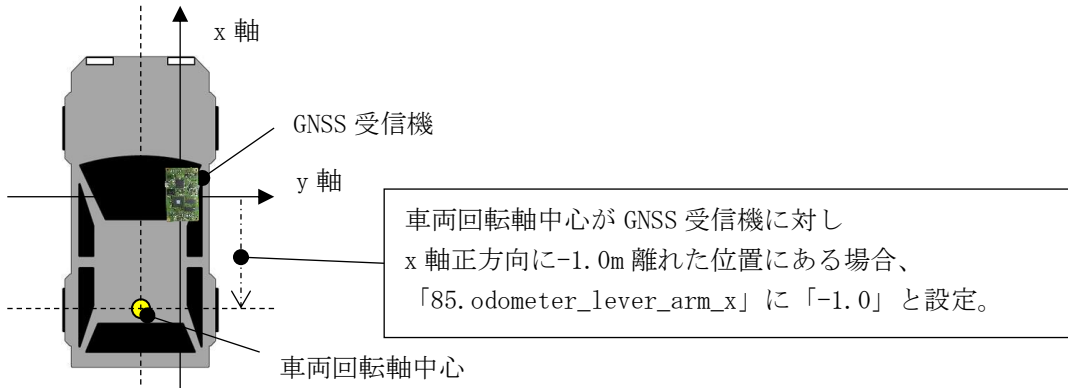 x 軸
GNSS 受信機
y 軸
車両回転軸中心が GNSS 受信機に対し
x 軸正方向に-1.0m 離れた位置にある場合、
「85.odometer_lever_arm_x」に「-1.0」と設定。
車両回転軸中心